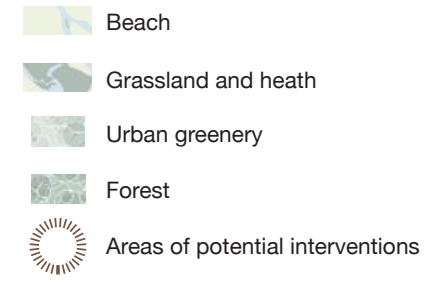 Beach
Grassland and heath
Urban greenery
Forest
Areas of potential interventions